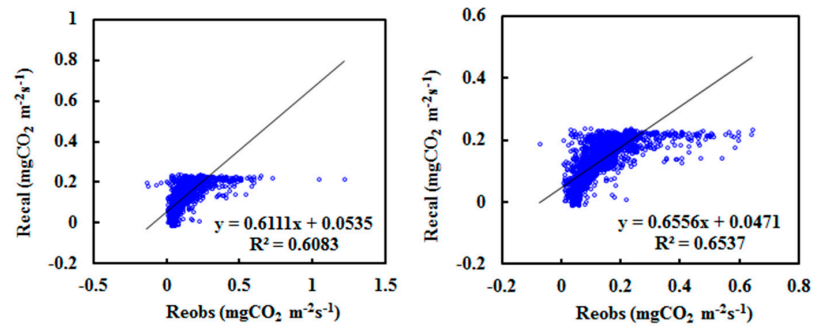 1
0.8
0.6
0.4
0.2
0
-0.2
-0.5
0
0.5
1
1.5
Recal (mgCO₂ m⁻²s⁻¹)
Reobs (mgCO₂ m⁻²s⁻¹)
y = 0.6111x + 0.0535
R² = 0.6083
0.6
0.4
0.2
0
-0.2
-0.2
0
0.2
0.4
0.6
0.8
Recal (mgCO₂ m⁻²s⁻¹)
Reobs (mgCO₂ m⁻²s⁻¹)
y = 0.6556x + 0.0471
R² = 0.6537